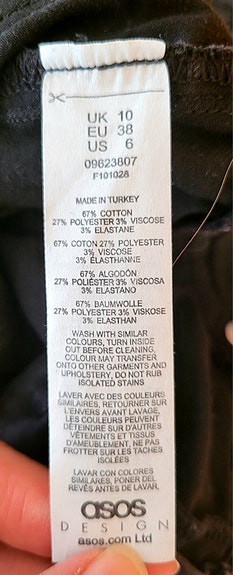 UK 10
EU 38
US 6
09623807
F101028
MADE IN TURKEY
67% COTTON
27% POLYESTER 3% VISCOSE
3% ELASTANE
67% COTON 27% POLYESTER
3% VISCOSE
3% ÉLASTHANNE
67% ALGODÓN
27% POLIÉSTER 3% VISCOSA
3% ELASTANO
67% BAUMWOLLE
27% POLYESTER 3% VISKOSE
3% ELASTHAN
WASH WITH SIMILAR
COLOURS, TURN INSIDE
OUT BEFORE CLEANING,
COLOUR MAY TRANSFER
ONTO OTHER GARMENTS AND
UPHOLSTERY, DO NOT RUB
ISOLATED STAINS
LAVER AVEC DES COULEURS
SIMILAIRES, RETOURNER SUR
L'ENVERS AVANT LAVAGE,
LES COULEURS PEUVENT
DÉTEINDRE SUR D'AUTRES
VÊTEMENTS ET TISSUS
D'AMEUBLEMENT, NE PAS
FROTTER SUR LES TACHES
ISOLÉES
LAVAR CON COLORES
SIMILARES, PONER DEL
REVÉS ANTES DE LAVAR.
asos
DESIGN
asos.com Ltd